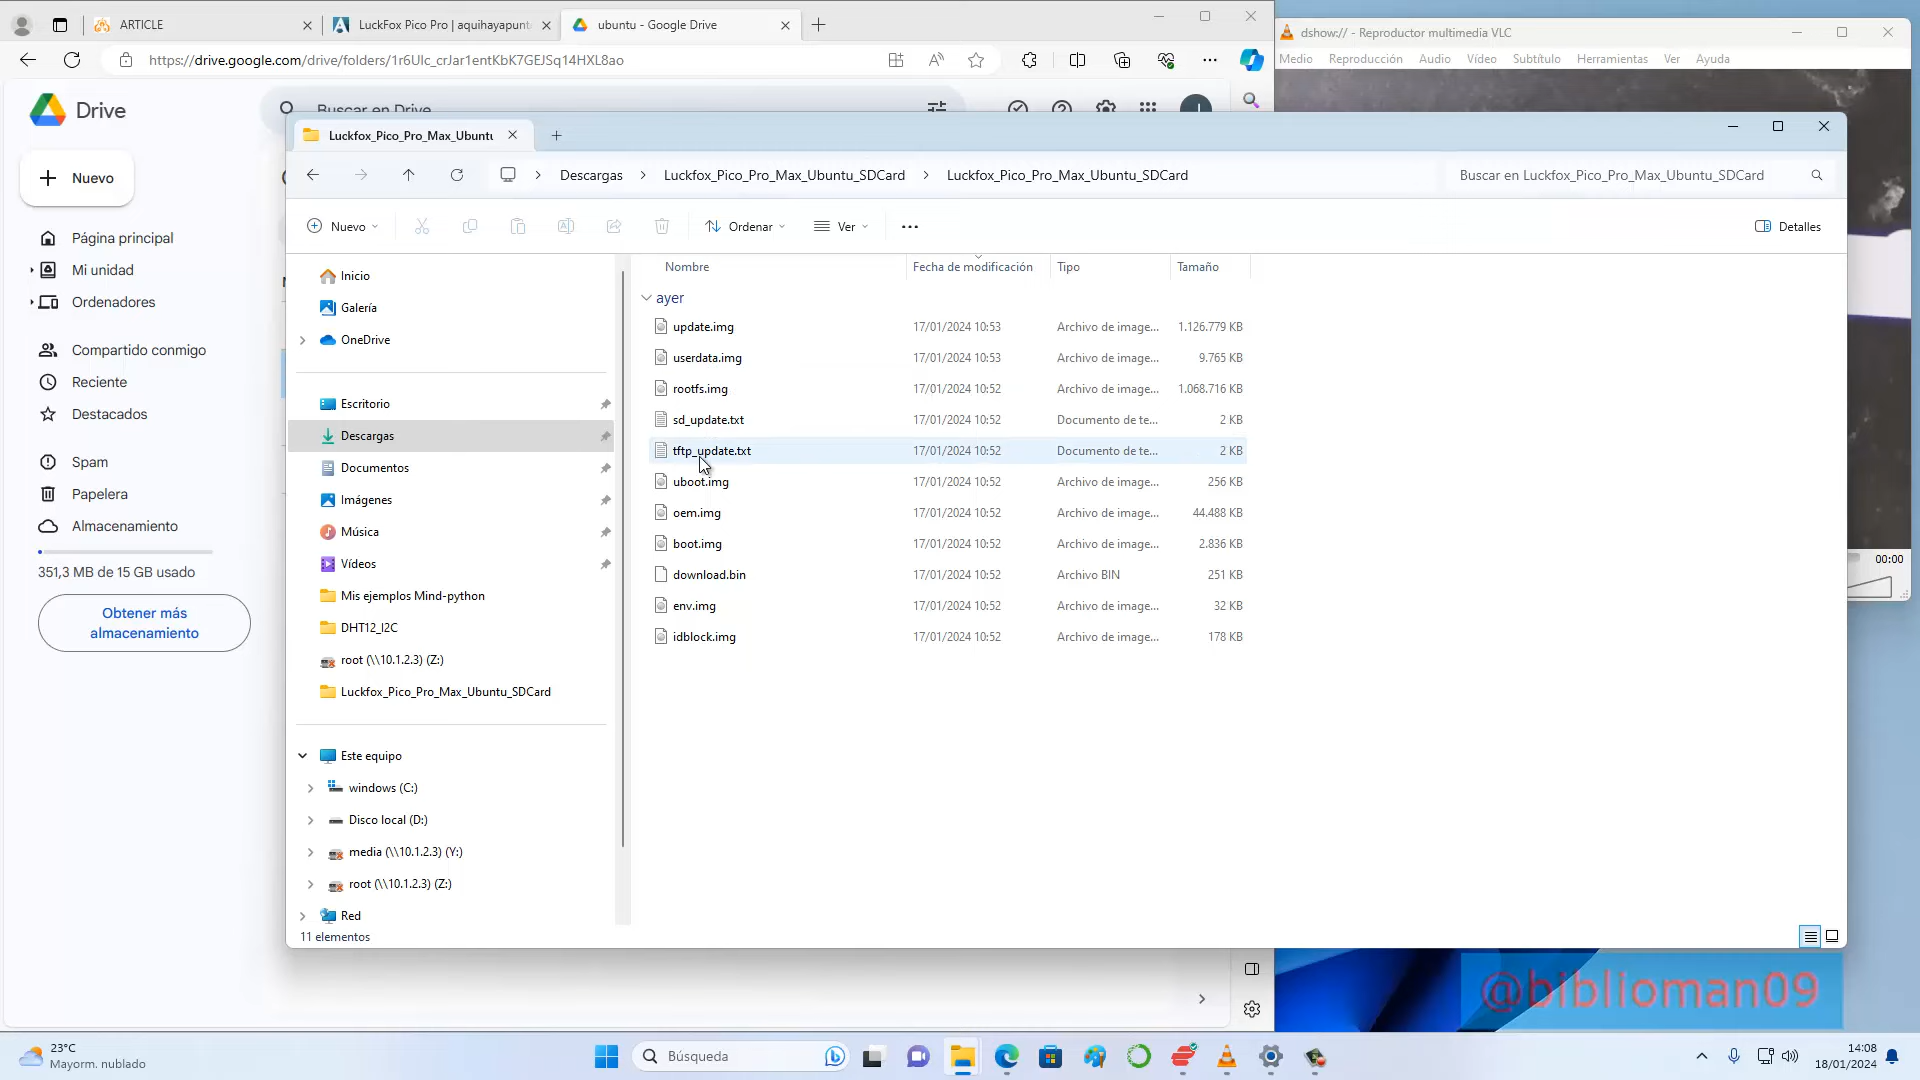 ARTICLE
LuckFox Pico Pro | aquihayapunt
ubuntu - Google Drive
https://drive.google.com/drive/folders/1r6Ulc_crJar1entKbK7GEJSq14HXL8ao
dshow:// - Reproductor multimedia VLC
Medio Reproducción Audio Vídeo Subtítulo Herramientas Ver Ayuda
Drive
Buscar en Drive
Nuevo
Página principal
Mi unidad
Ordenadores
Compartido conmigo
Reciente
Destacados
Spam
Papelera
Almacenamiento
351,3 MB de 15 GB usado
Obtener más
almacenamiento
Luckfox_Pico_Pro_Max_Ubuntu
Descargas > Luckfox_Pico_Pro_Max_Ubuntu_SDCard > Luckfox_Pico_Pro_Max_Ubuntu_SDCard
Buscar en Luckfox_Pico_Pro_Max_Ubuntu_SDCard
Nuevo
Ordenar
Ver
Detalles
Inicio
Galería
OneDrive
Escritorio
Descargas
Documentos
Imágenes
Música
Vídeos
Mis ejemplos Mind-python
DHT12_I2C
root (\\10.1.2.3) (Z:)
Luckfox_Pico_Pro_Max_Ubuntu_SDCard
Este equipo
windows (C:)
Disco local (D:)
media (\\10.1.2.3) (Y:)
root (\\10.1.2.3) (Z:)
Red
11 elementos
Nombre Fecha de modificación Tipo Tamaño
ayer
update.img 17/01/2024 10:53 Archivo de image... 1.126.779 KB
userdata.img 17/01/2024 10:53 Archivo de image... 9.765 KB
rootfs.img 17/01/2024 10:52 Archivo de image... 1.068.716 KB
sd_update.txt 17/01/2024 10:52 Documento de te... 2 KB
tftp_update.txt 17/01/2024 10:52 Documento de te... 2 KB
uboot.img 17/01/2024 10:52 Archivo de image... 256 KB
oem.img 17/01/2024 10:52 Archivo de image... 44.488 KB
boot.img 17/01/2024 10:52 Archivo de image... 2.836 KB
download.bin 17/01/2024 10:52 Archivo BIN 251 KB
env.img 17/01/2024 10:52 Archivo de image... 32 KB
idblock.img 17/01/2024 10:52 Archivo de image... 178 KB
00:00
@biblioman09
23°C
Mayorm. nublado
Búsqueda
14:08
18/01/2024